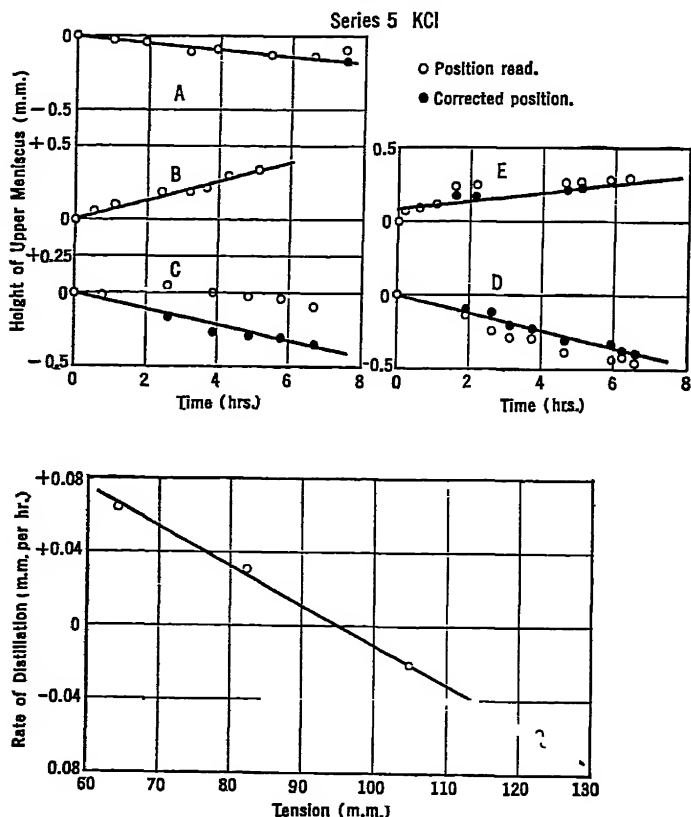 Series 5 KCl
Height of Upper Meniscus (m.m.)
0
-0.5
+0.5
0
+0.25
0
-0.5
A
B
C
0 2 4 6 8
Time (hrs.)
○ Position read.
● Corrected position.
0.5
0
0
-0.5
E
D
0 2 4 6 8
Time (hrs.)
Rate of Distillation (m.m. per hr.)
+0.08
+0.04
0
-0.04
0.08
60 70 80 90 100 110 120 130
Tension (m.m.)